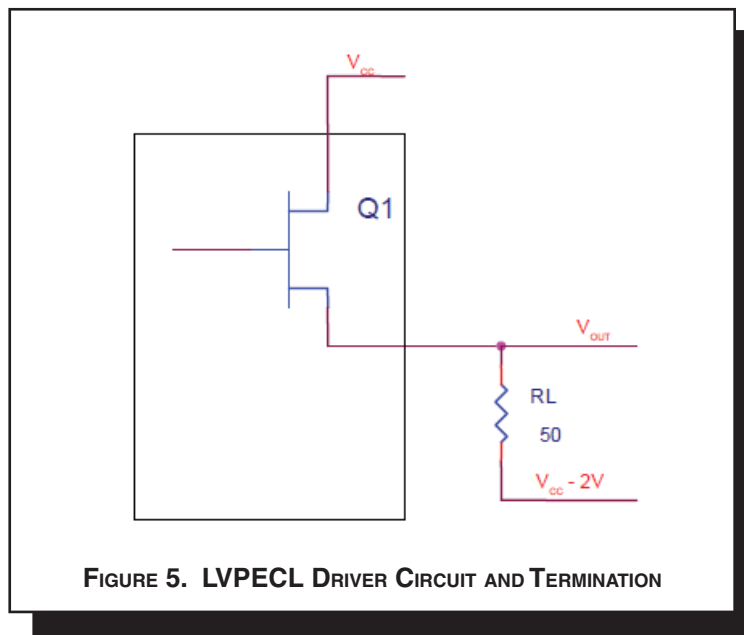 VCC
Q1
VOUT
RL
50
VCC - 2V
FIGURE 5. LVPECL DRIVER CIRCUIT AND TERMINATION